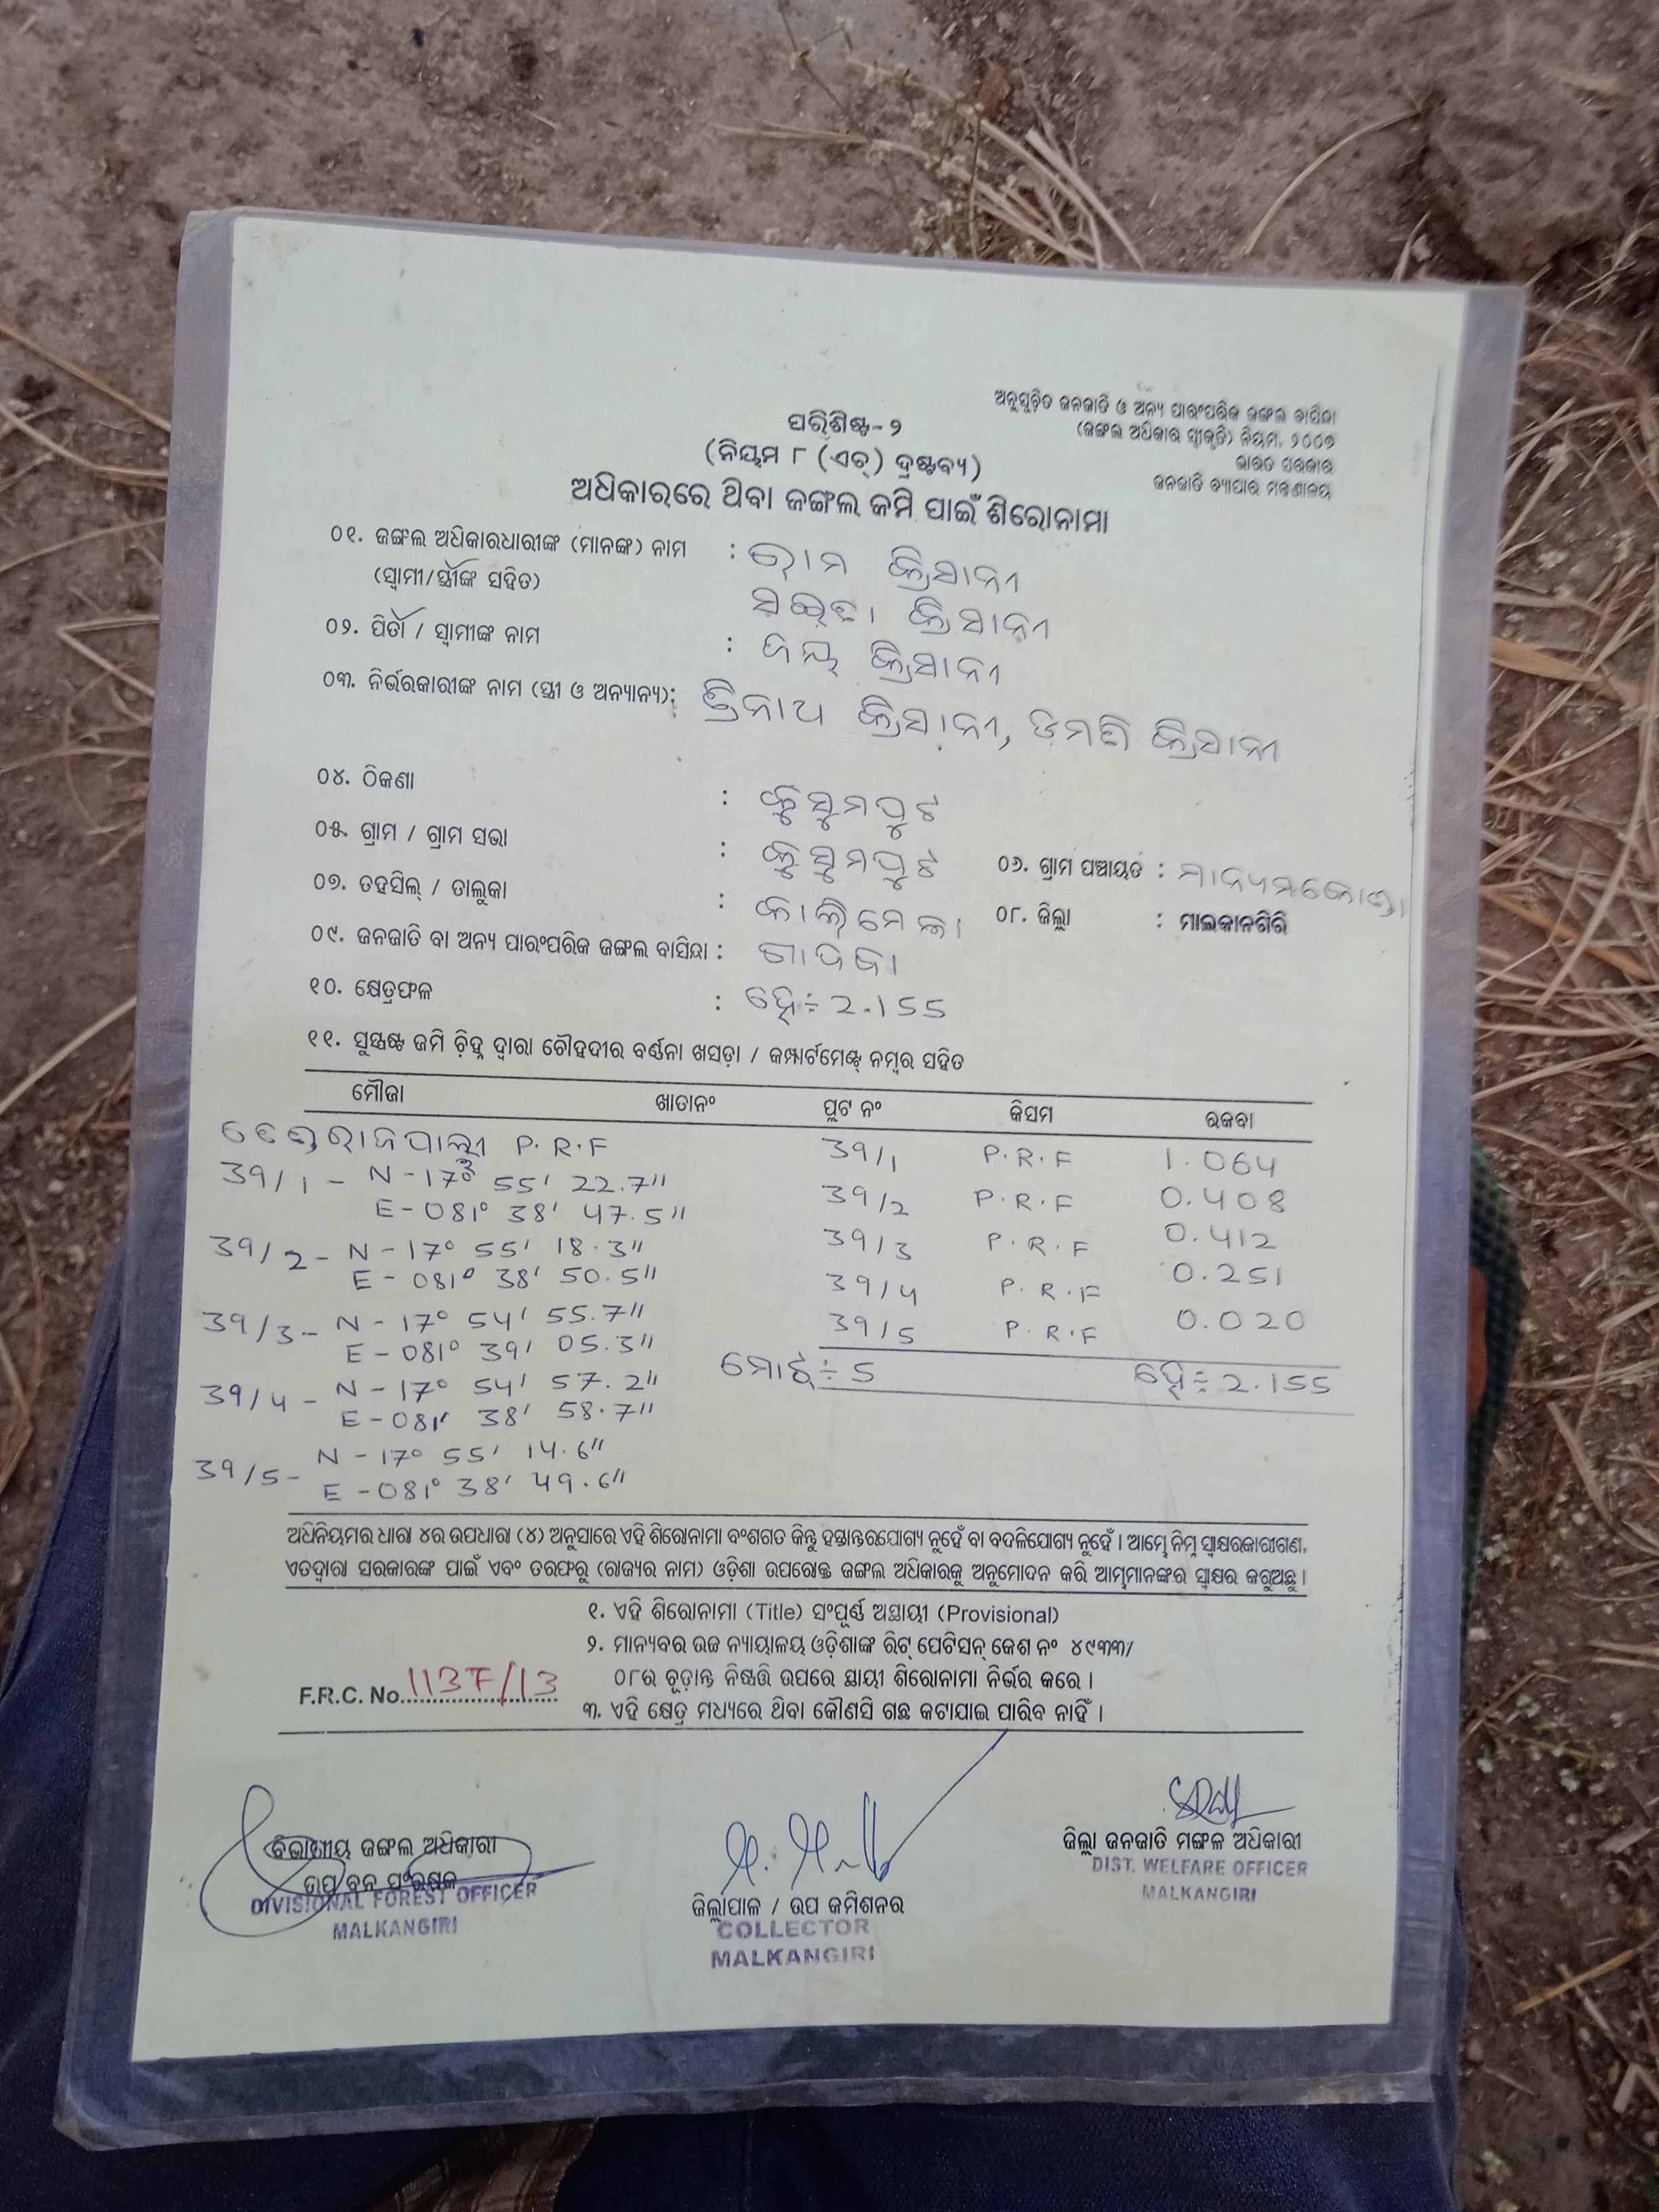 ଅନୁସୂଚିତ ଜନଜାତି ଓ ଅନ୍ୟ ପାରଂପରିକ ଜଙ୍ଗଲ ବାସିନ୍ଦା
(ଜଙ୍ଗଲ ଅଧିକାର ସ୍ୱୀକୃତି) ନିୟମ, ୨୦୦୭
ଭାରତ ସରକାର
ଜନଜାତି ବ୍ୟାପାର ମନ୍ତ୍ରଣାଳୟ
ପରିଶିଷ୍ଟ-୨
(ନିୟମ ୮ (ଏଚ୍) ଦ୍ରଷ୍ଟବ୍ୟ)
ଅଧିକାରରେ ଥିବା ଜଙ୍ଗଲ ଜମି ପାଇଁ ଶିରୋନାମା
୦୧. ଜଙ୍ଗଲ ଅଧିକାରଧାରୀଙ୍କ (ମାନଙ୍କ) ନାମ : ରାମ କ୍ରିସାନୀ
(ସ୍ୱାମୀ/ସ୍ତ୍ରୀଙ୍କ ସହିତ) କ୍ରିସାନୀ
୦୨. ପିତା / ସ୍ୱାମୀଙ୍କ ନାମ : ଜୟ କ୍ରିସାନୀ
୦୩. ନିର୍ଭରକାରୀଙ୍କ ନାମ (ସ୍ତ୍ରୀ ଓ ଅନ୍ୟାନ୍ୟ): ତ୍ରିନାଥ କ୍ରିସାନୀ, କ୍ରିସାନୀ
୦୪. ଠିକଣା : କୁସୁମପୁଟ
୦୫. ଗ୍ରାମ / ଗ୍ରାମ ସଭା : କୁସୁମପୁଟ ୦୬. ଗ୍ରାମ ପଞ୍ଚାୟତ : ମାନ୍ୟମକୋଣ୍ଡା
୦୭. ତହସିଲ୍ / ତାଲୁକା : କାଲିମେଳା ୦୮. ଜିଲ୍ଲା : ମାଲକାନଗିରି
୦୯. ଜନଜାତି ବା ଅନ୍ୟ ପାରଂପରିକ ଜଙ୍ଗଲ ବାସିନ୍ଦା : ଗାଦବା
୧୦. କ୍ଷେତ୍ରଫଳ : ହେ÷ 2.155
୧୧. ସୁସ୍ପଷ୍ଟ ଜମି ଚିହ୍ନ ଦ୍ୱାରା ଚୌହଦୀର ବର୍ଣ୍ଣନା ଖସଡ଼ା / କମ୍ପାର୍ଟମେଣ୍ଟ୍ ନମ୍ବର ସହିତ
ମୌଜା ଖାତାନଂ ପ୍ଲଟ ନଂ କିସମ ରକବା
P.R.F 39/1 P.R.F 1.064
39/1 - N - 17° 55' 22.7" 39/2 P.R.F 0.408
E - 081° 38' 47.5" 39/3 P.R.F 0.412
39/2 - N - 17° 55' 18.3" 39/4 P.R.F 0.251
E - 081° 38' 50.5" 39/5 P.R.F 0.020
39/3 - N - 17° 54' 55.7"
E - 081° 39' 05.3" ମୋଟ÷ 5 ହେ÷ 2.155
39/4 - N - 17° 54' 57.2"
E - 081' 38' 58.7"
39/5 - N - 17° 55' 14.6"
E - 081° 38' 49.6"
ଅଧିନିୟମର ଧାରା ୪ର ଉପଧାରା (୪) ଅନୁସାରେ ଏହି ଶିରୋନାମା ବଂଶଗତ କିନ୍ତୁ ହସ୍ତାନ୍ତରଯୋଗ୍ୟ ନୁହେଁ ବା ବଦଳିଯୋଗ୍ୟ ନୁହେଁ । ଆମ୍ଭେ ନିମ୍ନ ସ୍ୱାକ୍ଷରକାରୀଗଣ,
ଏତଦ୍ୱାରା ସରକାରଙ୍କ ପାଇଁ ଏବଂ ତରଫରୁ (ରାଜ୍ୟର ନାମ) ଓଡ଼ିଶା ଉପରୋକ୍ତ ଜଙ୍ଗଲ ଅଧିକାରକୁ ଅନୁମୋଦନ କରି ଆମ୍ଭମାନଙ୍କର ସ୍ୱାକ୍ଷର କରୁଅଛୁ ।
୧. ଏହି ଶିରୋନାମା (Title) ସଂପୂର୍ଣ୍ଣ ଅସ୍ଥାୟୀ (Provisional)
୨. ମାନ୍ୟବର ଉଚ୍ଚ ନ୍ୟାୟାଳୟ ଓଡ଼ିଶାଙ୍କ ରିଟ୍ ପେଟିସନ୍ କେଶ ନଂ ୪୯୩୩/
୦୮ର ଚୂଡ଼ାନ୍ତ ନିଷ୍ପତ୍ତି ଉପରେ ସ୍ଥାୟୀ ଶିରୋନାମା ନିର୍ଭର କରେ ।
F.R.C. No. 1137/13
୩. ଏହି କ୍ଷେତ୍ର ମଧ୍ୟରେ ଥିବା କୌଣସି ଗଛ କଟାଯାଇ ପାରିବ ନାହିଁ ।
ବିଭାଗୀୟ ଜଙ୍ଗଲ ଅଧିକାରୀ
ଉପ ବନ ସଂରକ୍ଷକ
DIVISIONAL FOREST OFFICER
MALKANGIRI
ଜିଲ୍ଲାପାଳ / ଉପ କମିଶନର
COLLECTOR
MALKANGIRI
ଜିଲ୍ଲା ଜନଜାତି ମଙ୍ଗଳ ଅଧିକାରୀ
DIST. WELFARE OFFICER
MALKANGIRI